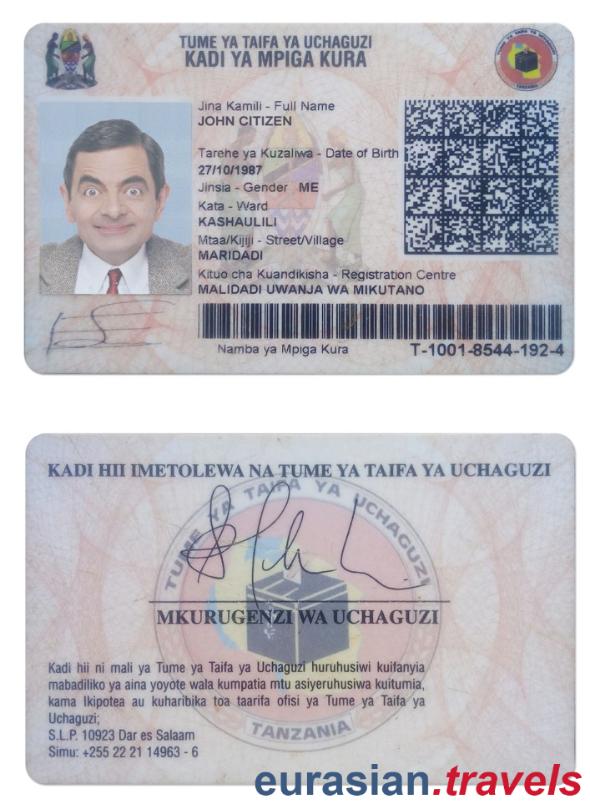 TUME YA TAIFA YA UCHAGUZI
KADI YA MPIGA KURA
Jina Kamili - Full Name
JOHN CITIZEN
Tarehe ya Kuzaliwa - Date of Birth
27/10/1987
Jinsia - Gender ME
Kata - Ward
KASHAULILI
Mtaa/Kijiji - Street/Village
MARIDADI
Kituo cha Kuandikisha - Registration Centre
MALIDADI UWANJA WA MIKUTANO
Namba ya Mpiga Kura T-1001-8544-192-4
KADI HII IMETOLEWA NA TUME YA TAIFA YA UCHAGUZI
TUME YA TAIFA YA UCHAGUZI
MKURUGENZI WA UCHAGUZI
Kadi hii ni mali ya Tume ya Taifa ya Uchaguzi huruhusiwi kuifanyia
mabadiliko ya aina yoyote wala kumpatia mtu asiyeruhusiwa kuitumia,
kama Ikipotea au kuharibika toa taarifa ofisi ya Tume ya Taifa ya
Uchaguzi;
S.L.P. 10923 Dar es Salaam
Simu: +255 22 21 14963 - 6
TANZANIA
eurasian.travels